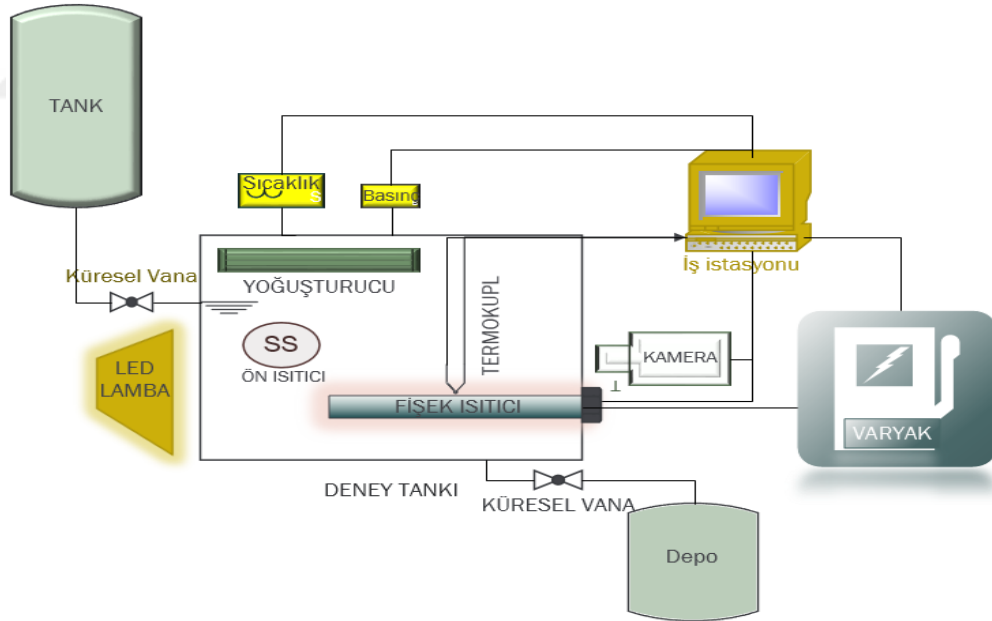 TANK
Sıcaklık
S
Basınç
Küresel Vana
YOĞUŞTURUCU
İş istasyonu
TERMOKUPL
SS
ÖN ISITICI
KAMERA
LED
LAMBA
FİŞEK ISITICI
VARYAK
DENEY TANKI
KÜRESEL VANA
Depo